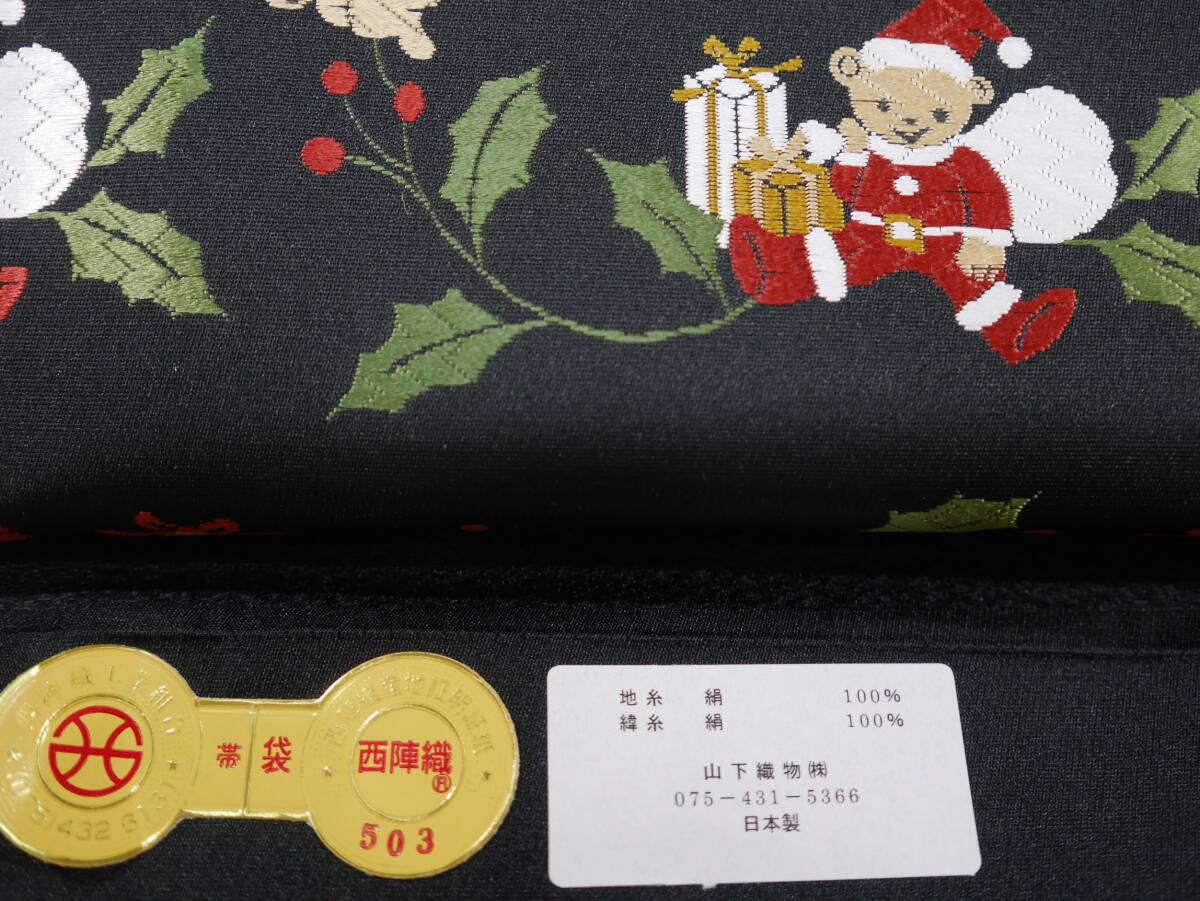 帯 袋
西陣織
®
503
地糸 絹 100%
緯糸 絹 100%
山下織物㈱
075-431-5366
日本製